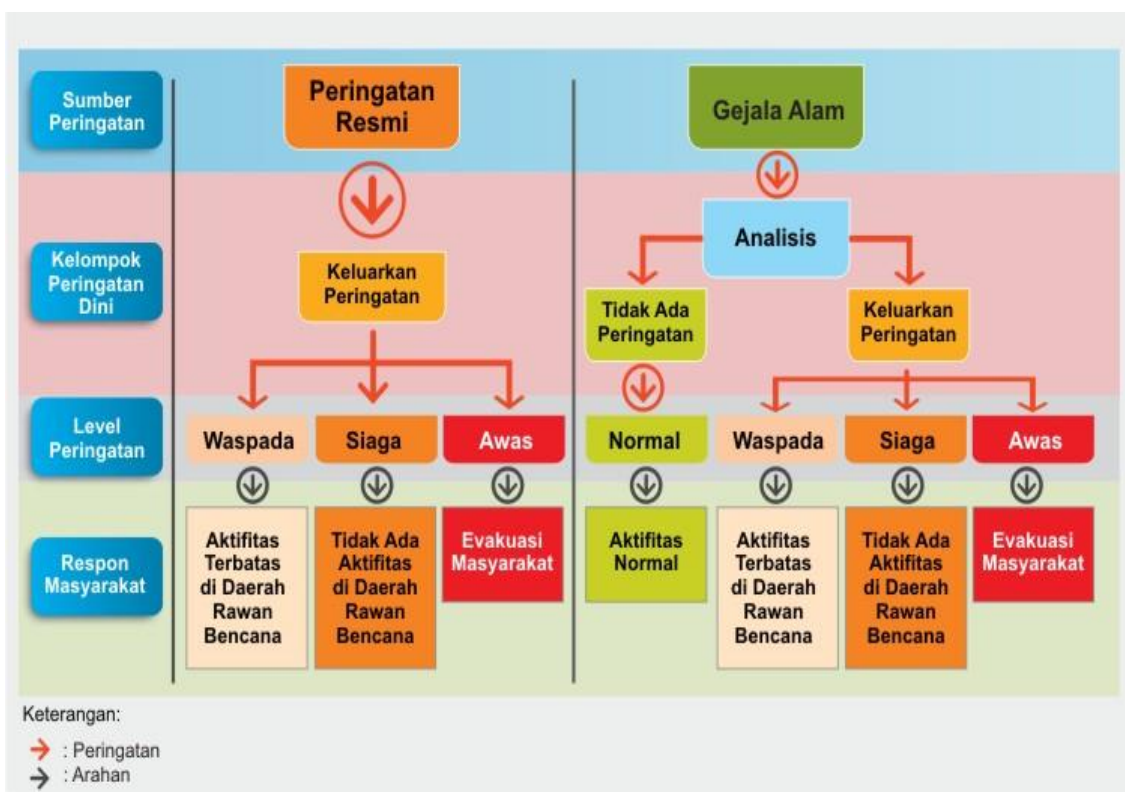 Sumber
Peringatan
Peringatan
Resmi
Gejala Alam
Kelompok
Peringatan
Dini
Keluarkan
Peringatan
Analisis
Tidak Ada
Peringatan
Keluarkan
Peringatan
Level
Peringatan
Waspada
Siaga
Awas
Normal
Waspada
Siaga
Awas
Respon
Masyarakat
Aktifitas
Terbatas
di Daerah
Rawan
Bencana
Tidak Ada
Aktifitas
di Daerah
Rawan
Bencana
Evakuasi
Masyarakat
Aktifitas
Normal
Aktifitas
Terbatas
di Daerah
Rawan
Bencana
Tidak Ada
Aktifitas
di Daerah
Rawan
Bencana
Evakuasi
Masyarakat
Keterangan:
: Peringatan
: Arahan